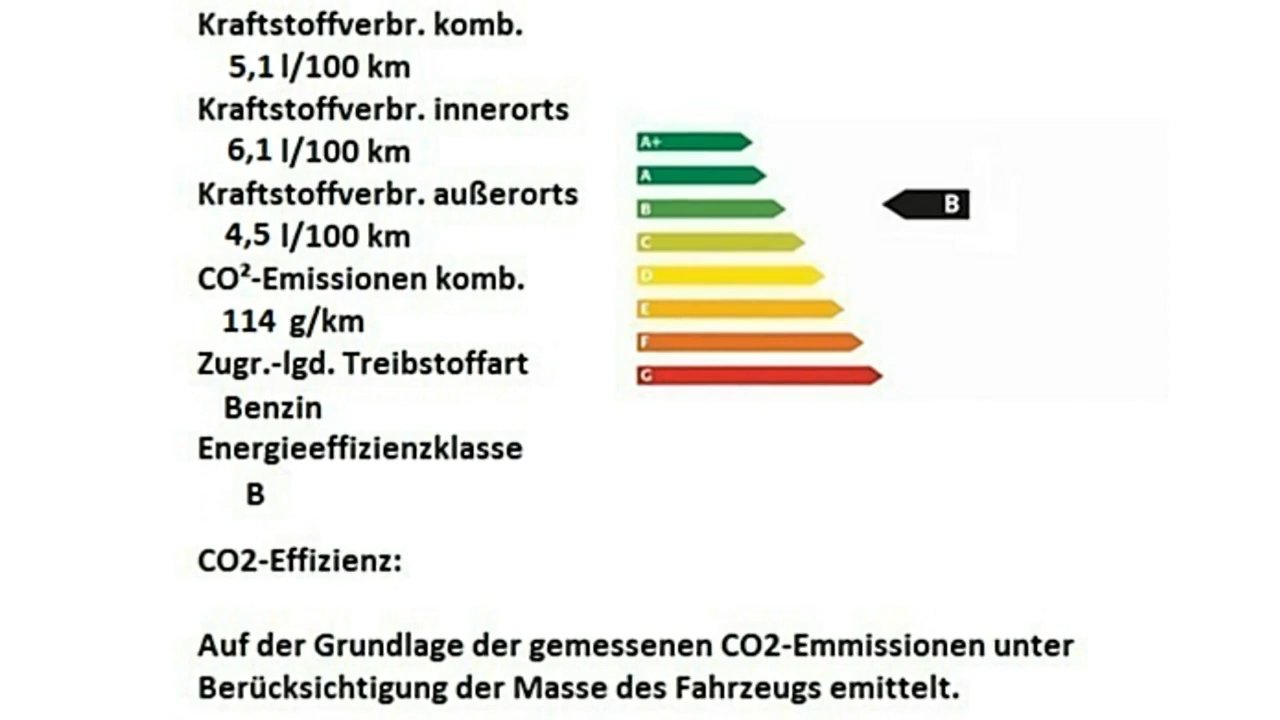 Kraftstoffverbr. komb.
5,1 l/100 km
Kraftstoffverbr. innerorts
6,1 l/100 km
Kraftstoffverbr. außerorts
4,5 l/100 km
CO²-Emissionen komb.
114 g/km
Zugr.-lgd. Treibstoffart
Benzin
Energieeffizienzklasse
B
A+
A
B
B
C
D
E
F
G
CO2-Effizienz:
Auf der Grundlage der gemessenen CO2-Emmissionen unter
Berücksichtigung der Masse des Fahrzeugs emittelt.